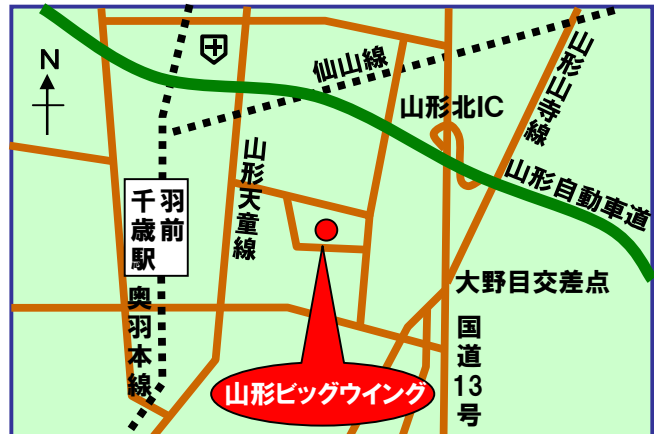 N
仙山線
山形北IC
山形山寺線
山形自動車道
山形天童線
羽前
千歳駅
奥羽本線
大野目交差点
国道13号
山形ビッグウイング